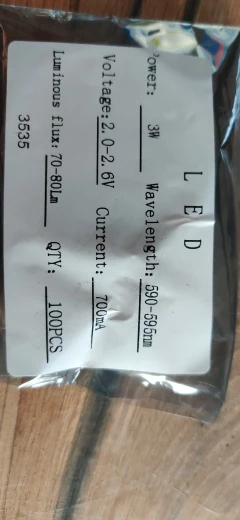 LED
Power: 3W Wavelength: 590-595nm
Voltage: 2.0-2.6V Current: 700mA
Luminous flux: 70-80Lm QTY: 100PCS
3535